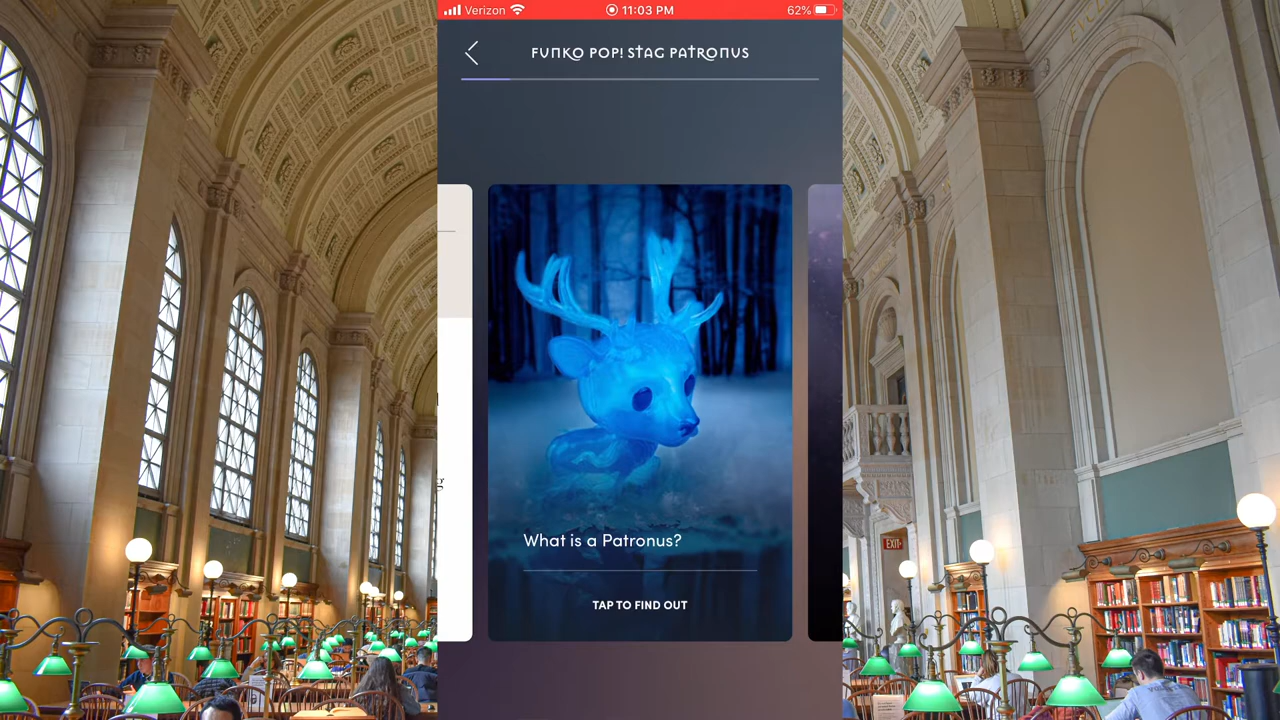 Verizon 11:03 PM 62%
FUNKO POP! STAG PATRONUS
What is a Patronus?
TAP TO FIND OUT
EXIT
g